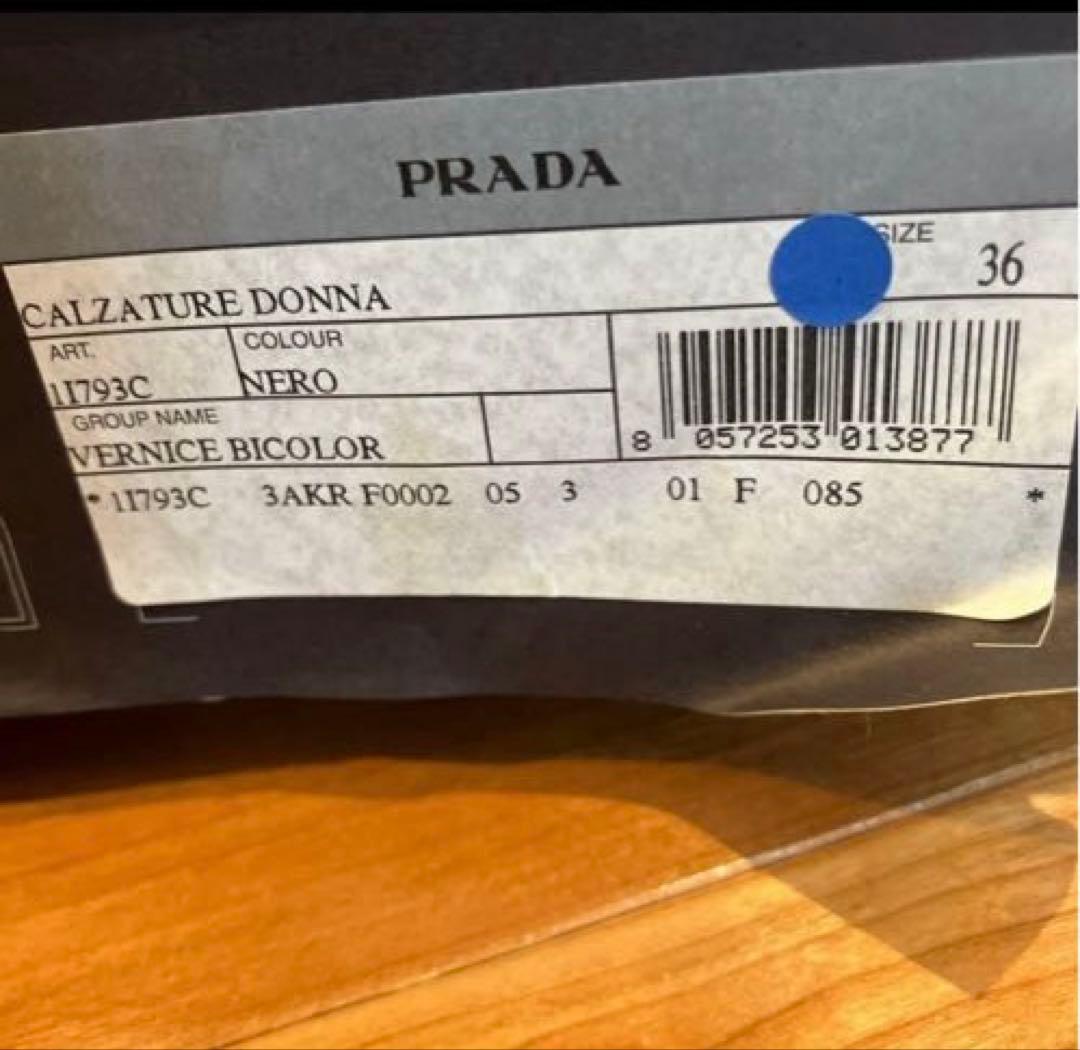 PRADA
SIZE 36
CALZATURE DONNA
ART. COLOUR
1I793C NERO
GROUP NAME
VERNICE BICOLOR
8 057253 013877
* 1I793C 3AKR F0002 05 3 01 F 085 *